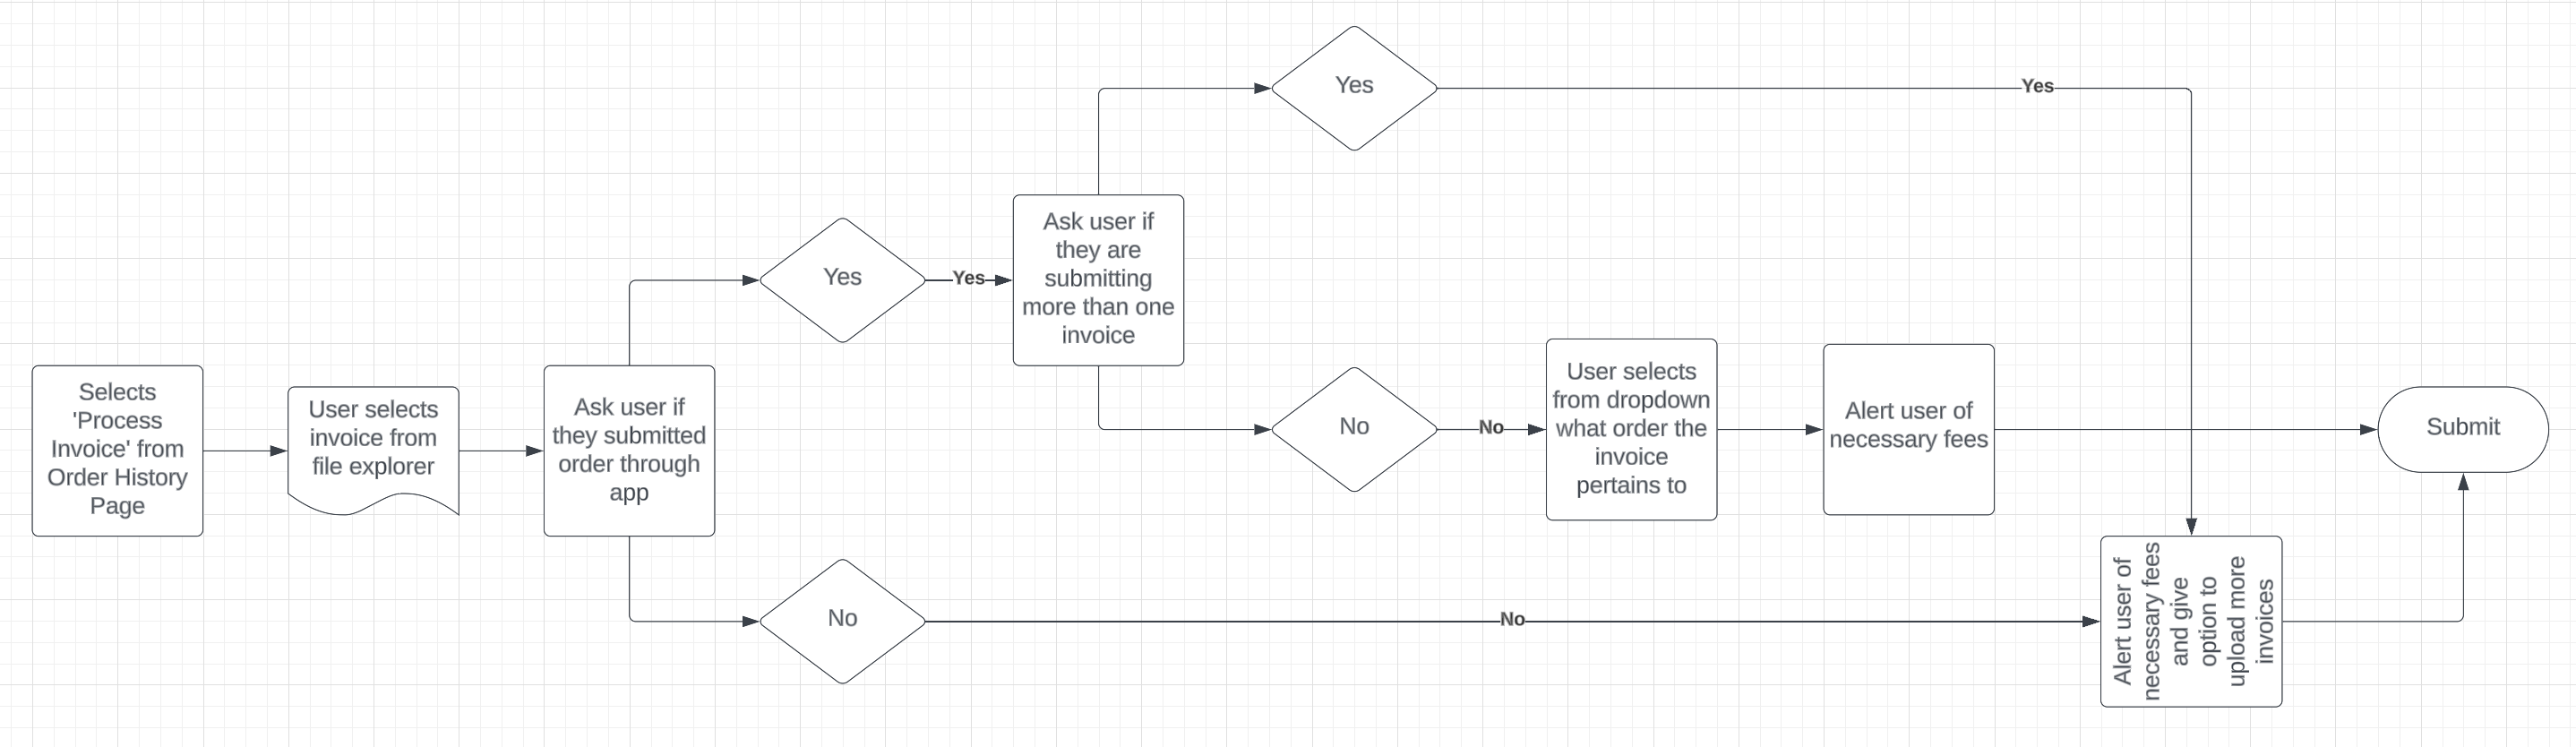 Selects
'Process
Invoice' from
Order History
Page
User selects
invoice from
file explorer
Ask user if
they submitted
order through
app
Yes
Yes
Ask user if
they are
submitting
more than one
invoice
Yes
Yes
No
No
User selects
from dropdown
what order the
invoice
pertains to
Alert user of
necessary fees
No
No
Alert user of
necessary fees
and give
option to
upload more
invoices
Submit